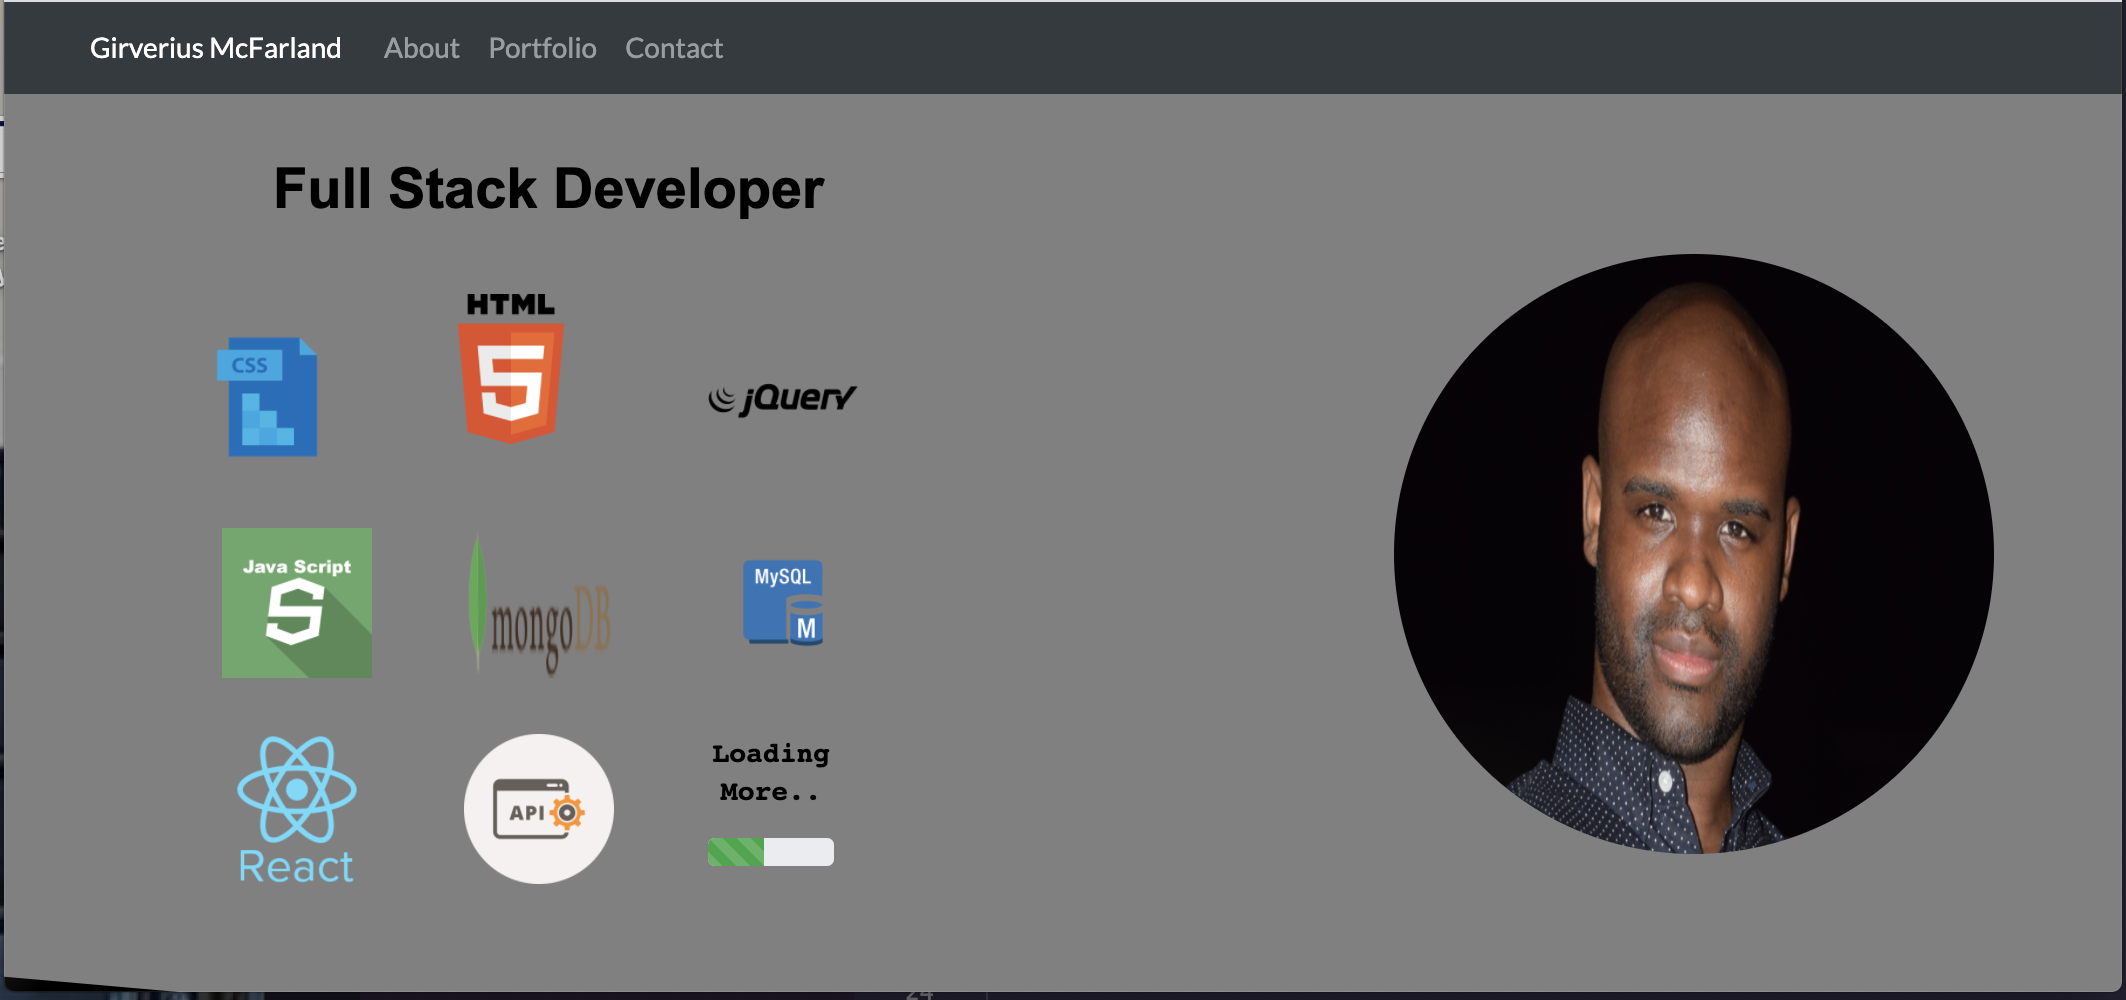 Girverius McFarland About Portfolio Contact
Full Stack Developer
CSS
HTML
5
jQuery
Java Script
S
mongoDB
MySQL
M
React
API
Loading
More..
24